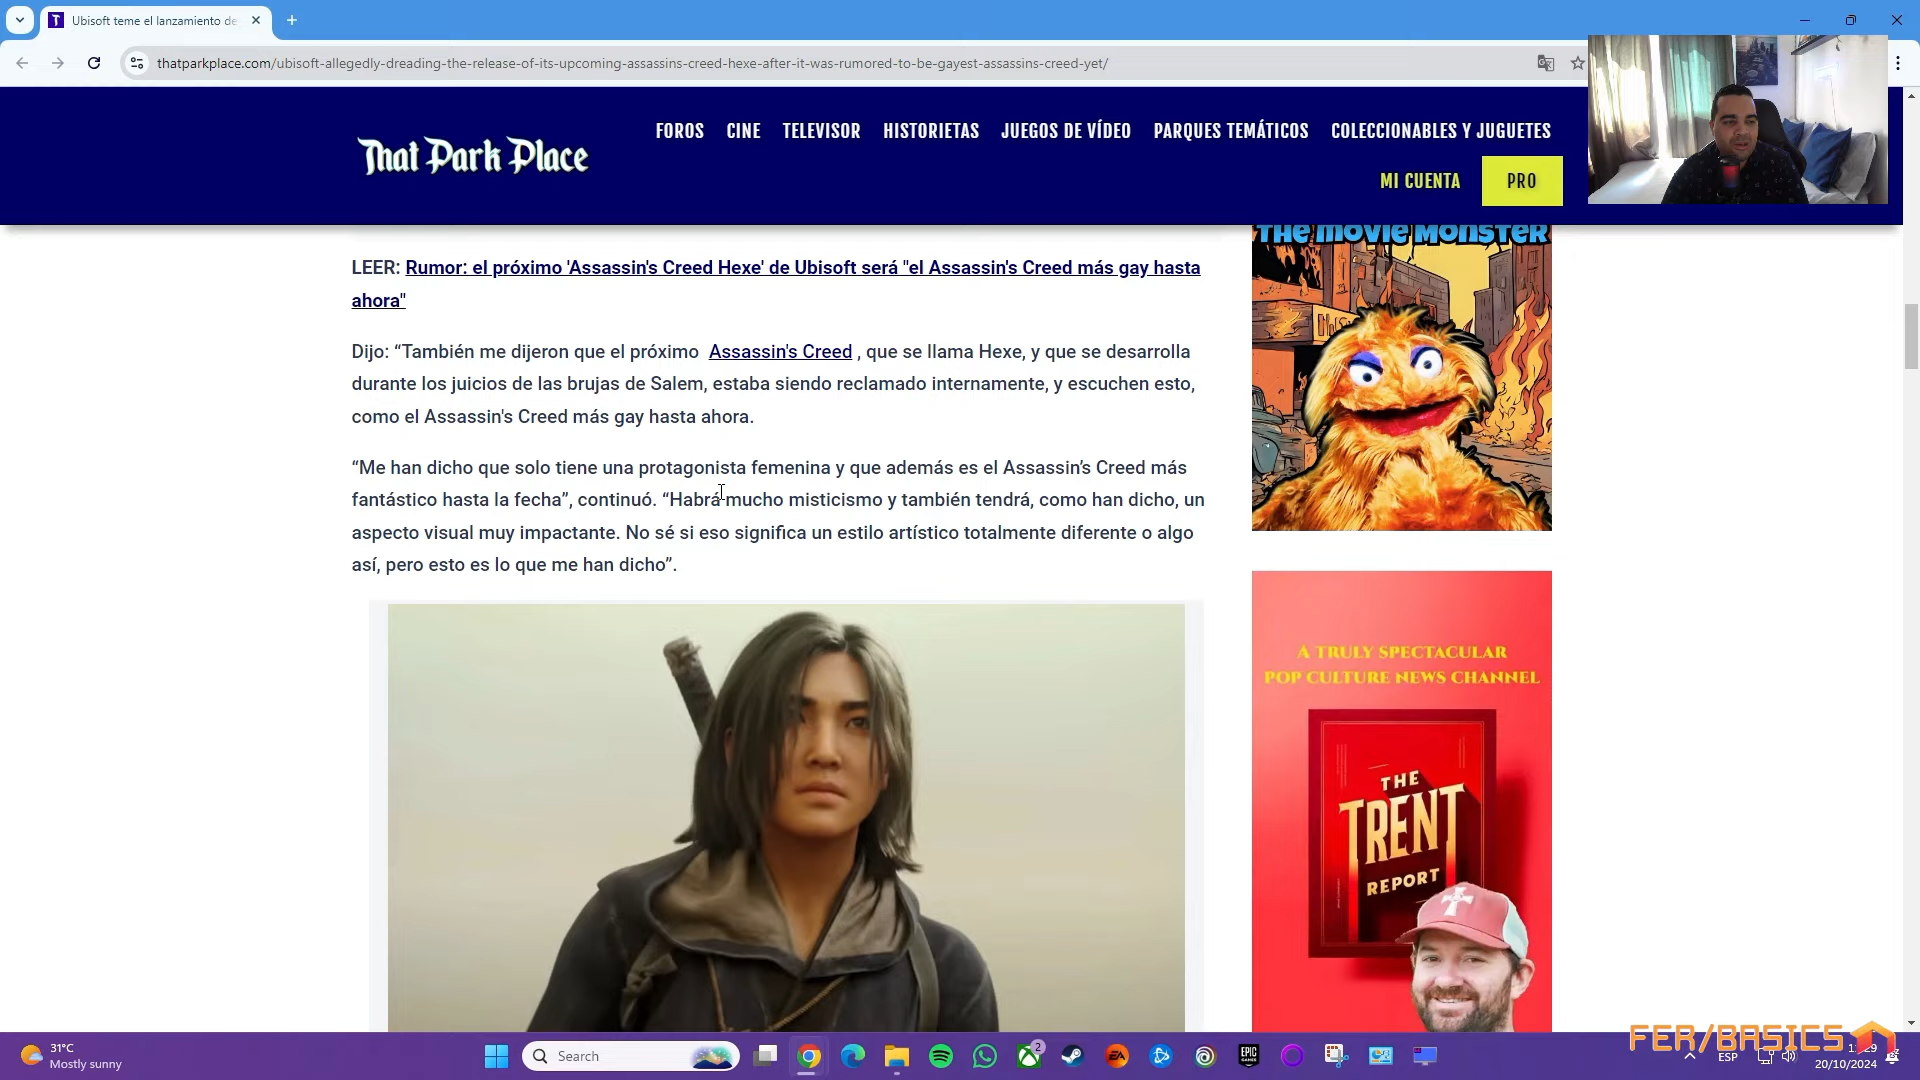 Ubisoft teme el lanzamiento de
thatparkplace.com/ubisoft-allegedly-dreading-the-release-of-its-upcoming-assassins-creed-hexe-after-it-was-rumored-to-be-gayest-assassins-creed-yet/
That Park Place
FOROS CINE TELEVISOR HISTORIETAS JUEGOS DE VÍDEO PARQUES TEMÁTICOS COLECCIONABLES Y JUGUETES
MI CUENTA PRO
LEER: Rumor: el próximo 'Assassin's Creed Hexe' de Ubisoft será "el Assassin's Creed más gay hasta
ahora"
Dijo: “También me dijeron que el próximo Assassin's Creed , que se llama Hexe, y que se desarrolla
durante los juicios de las brujas de Salem, estaba siendo reclamado internamente, y escuchen esto,
como el Assassin's Creed más gay hasta ahora.
“Me han dicho que solo tiene una protagonista femenina y que además es el Assassin’s Creed más
fantástico hasta la fecha”, continuó. “Habrá mucho misticismo y también tendrá, como han dicho, un
aspecto visual muy impactante. No sé si eso significa un estilo artístico totalmente diferente o algo
así, pero esto es lo que me han dicho”.
THE MOVIE MONSTER
A TRULY SPECTACULAR
POP CULTURE NEWS CHANNEL
THE
TRENT
REPORT
31°C
Mostly sunny
Search
2
EA
EPIC
GAMES
FER/BASICS
ESP
20/10/2024